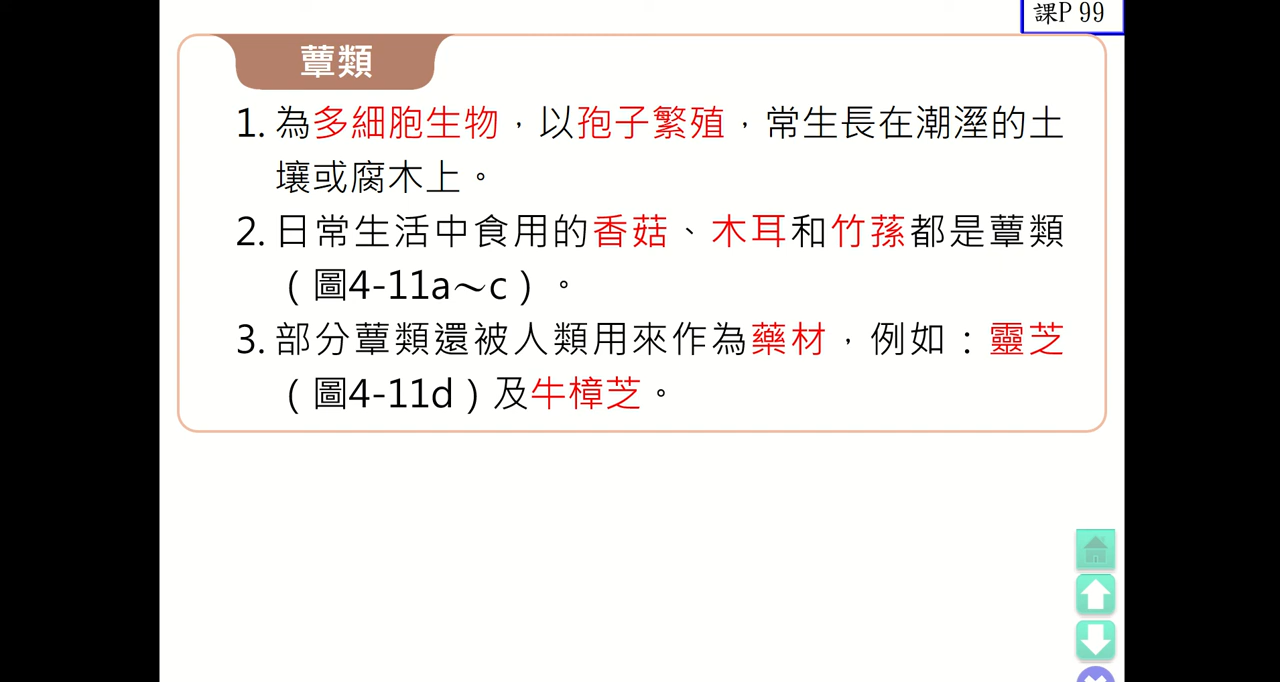 課P 99
蕈類
1. 為多細胞生物，以孢子繁殖，常生長在潮溼的土
壤或腐木上。
2. 日常生活中食用的香菇、木耳和竹蓀都是蕈類
（圖4-11a～c）。
3. 部分蕈類還被人類用來作為藥材，例如：靈芝
（圖4-11d）及牛樟芝。